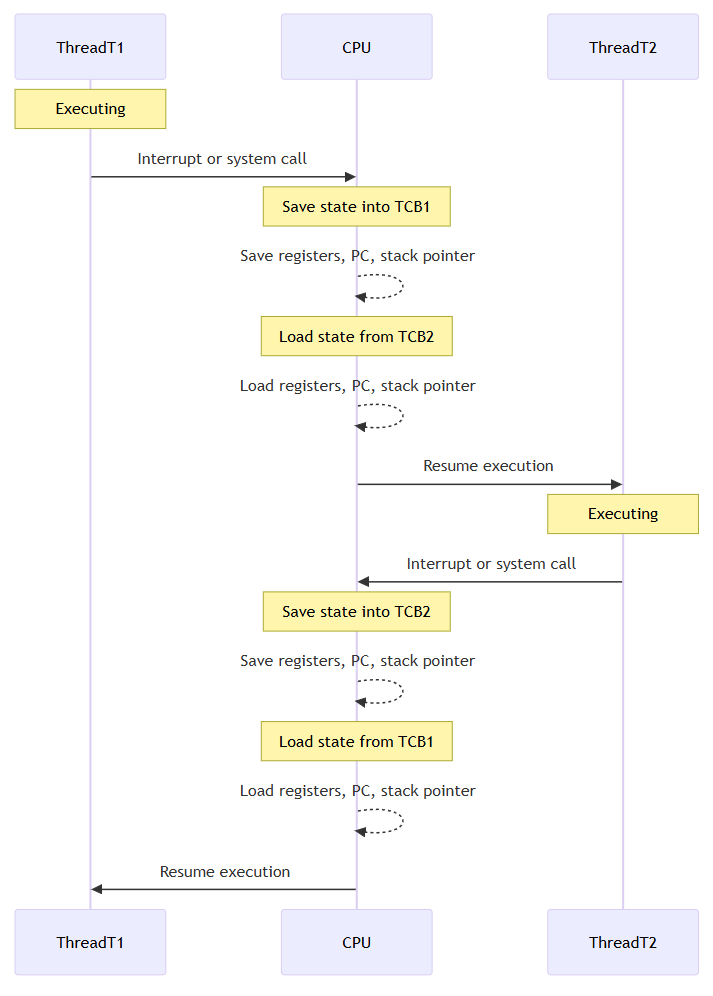 ThreadT1
CPU
ThreadT2
Executing
Interrupt or system call
Save state into TCB1
Save registers, PC, stack pointer
Load state from TCB2
Load registers, PC, stack pointer
Resume execution
Executing
Interrupt or system call
Save state into TCB2
Save registers, PC, stack pointer
Load state from TCB1
Load registers, PC, stack pointer
Resume execution
ThreadT1
CPU
ThreadT2